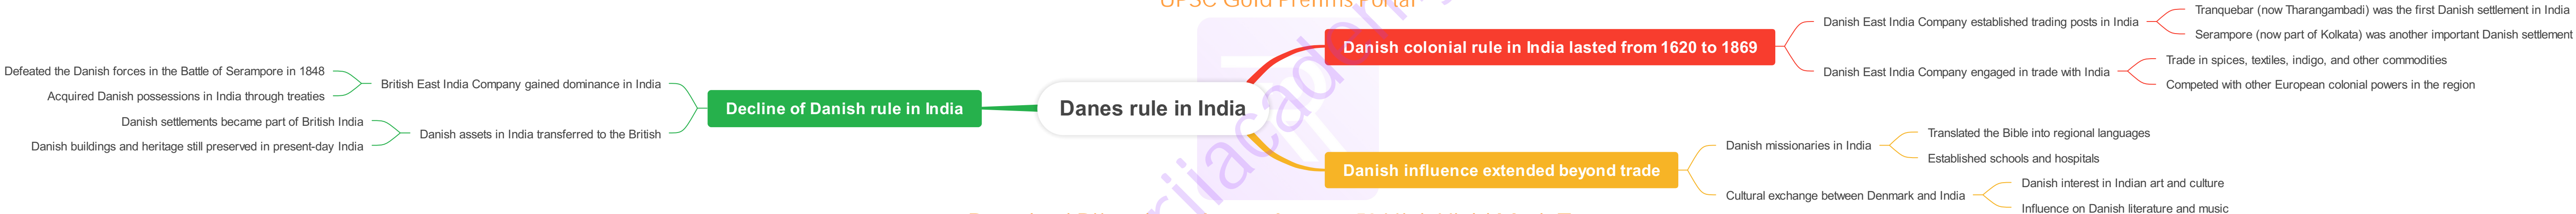 UPSC Gold Prelims Portal
Danes rule in India
Danish colonial rule in India lasted from 1620 to 1869
Danish East India Company established trading posts in India
Tranquebar (now Tharangambadi) was the first Danish settlement in India
Serampore (now part of Kolkata) was another important Danish settlement
Danish East India Company engaged in trade with India
Trade in spices, textiles, indigo, and other commodities
Competed with other European colonial powers in the region
Danish influence extended beyond trade
Danish missionaries in India
Translated the Bible into regional languages
Established schools and hospitals
Cultural exchange between Denmark and India
Danish interest in Indian art and culture
Influence on Danish literature and music
Decline of Danish rule in India
British East India Company gained dominance in India
Defeated the Danish forces in the Battle of Serampore in 1848
Acquired Danish possessions in India through treaties
Danish assets in India transferred to the British
Danish settlements became part of British India
Danish buildings and heritage still preserved in present-day India